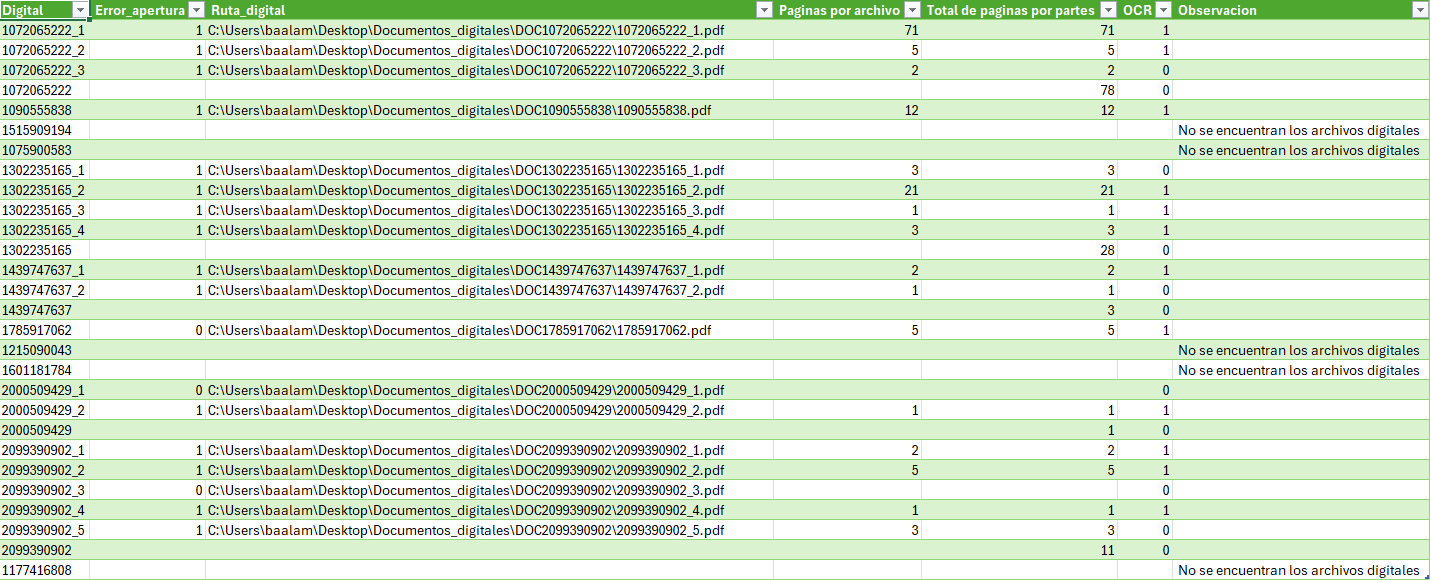 Digital Error_apertura Ruta_digital Paginas por archivo Total de paginas por partes OCR Observacion
1072065222_1 1 C:\Users\baalam\Desktop\Documentos_digitales\DOC1072065222\1072065222_1.pdf 71 71 1
1072065222_2 1 C:\Users\baalam\Desktop\Documentos_digitales\DOC1072065222\1072065222_2.pdf 5 5 1
1072065222_3 1 C:\Users\baalam\Desktop\Documentos_digitales\DOC1072065222\1072065222_3.pdf 2 2 0
1072065222 78 0
1090555838 1 C:\Users\baalam\Desktop\Documentos_digitales\DOC1090555838\1090555838.pdf 12 12 1
1515909194 No se encuentran los archivos digitales
1075900583 No se encuentran los archivos digitales
1302235165_1 1 C:\Users\baalam\Desktop\Documentos_digitales\DOC1302235165\1302235165_1.pdf 3 3 0
1302235165_2 1 C:\Users\baalam\Desktop\Documentos_digitales\DOC1302235165\1302235165_2.pdf 21 21 1
1302235165_3 1 C:\Users\baalam\Desktop\Documentos_digitales\DOC1302235165\1302235165_3.pdf 1 1 1
1302235165_4 1 C:\Users\baalam\Desktop\Documentos_digitales\DOC1302235165\1302235165_4.pdf 3 3 1
1302235165 28 0
1439747637_1 1 C:\Users\baalam\Desktop\Documentos_digitales\DOC1439747637\1439747637_1.pdf 2 2 1
1439747637_2 1 C:\Users\baalam\Desktop\Documentos_digitales\DOC1439747637\1439747637_2.pdf 1 1 0
1439747637 3 0
1785917062 0 C:\Users\baalam\Desktop\Documentos_digitales\DOC1785917062\1785917062.pdf 5 5 1
1215090043 No se encuentran los archivos digitales
1601181784 No se encuentran los archivos digitales
2000509429_1 0 C:\Users\baalam\Desktop\Documentos_digitales\DOC2000509429\2000509429_1.pdf 0
2000509429_2 1 C:\Users\baalam\Desktop\Documentos_digitales\DOC2000509429\2000509429_2.pdf 1 1 1
2000509429 1 0
2099390902_1 1 C:\Users\baalam\Desktop\Documentos_digitales\DOC2099390902\2099390902_1.pdf 2 2 1
2099390902_2 1 C:\Users\baalam\Desktop\Documentos_digitales\DOC2099390902\2099390902_2.pdf 5 5 1
2099390902_3 0 C:\Users\baalam\Desktop\Documentos_digitales\DOC2099390902\2099390902_3.pdf 0
2099390902_4 1 C:\Users\baalam\Desktop\Documentos_digitales\DOC2099390902\2099390902_4.pdf 1 1 1
2099390902_5 1 C:\Users\baalam\Desktop\Documentos_digitales\DOC2099390902\2099390902_5.pdf 3 3 0
2099390902 11 0
1177416808 No se encuentran los archivos digitales